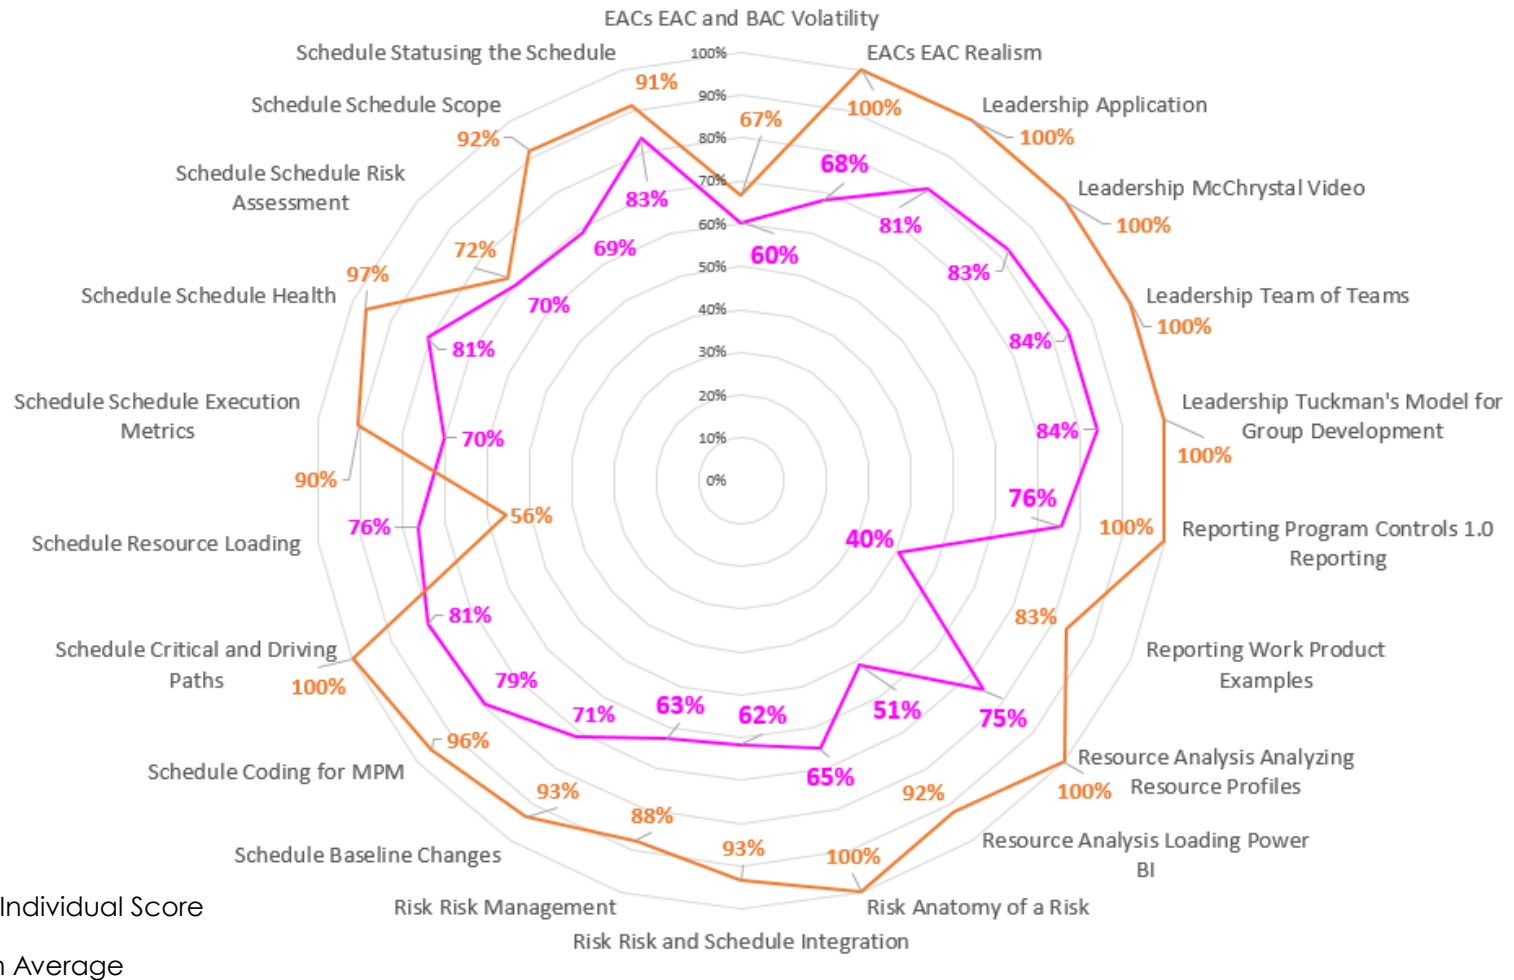 EACs EAC and BAC Volatility
Schedule Statusing the Schedule
100%
EACs EAC Realism
91%
90%
67%
100%
Schedule Schedule Scope
92%
Leadership Application
100%
80%
68%
Schedule Schedule Risk
Assessment
70%
83%
81%
Leadership McChrystal Video
100%
72%
69%
60%
60%
83%
97%
Schedule Schedule Health
70%
50%
Leadership Team of Teams
100%
81%
40%
84%
30%
Schedule Schedule Execution
Metrics
20%
Leadership Tuckman's Model for
Group Development
100%
70%
10%
84%
90%
0%
76%
Schedule Resource Loading
76%
56%
40%
100%
Reporting Program Controls 1.0
Reporting
81%
83%
Schedule Critical and Driving
Paths
100%
Reporting Work Product
Examples
79%
71%
63%
62%
51%
75%
96%
Schedule Coding for MPM
65%
Resource Analysis Analyzing
Resource Profiles
100%
93%
88%
92%
Schedule Baseline Changes
93%
100%
Resource Analysis Loading Power
BI
Risk Risk Management
Risk Anatomy of a Risk
Risk Risk and Schedule Integration
Individual Score
Average